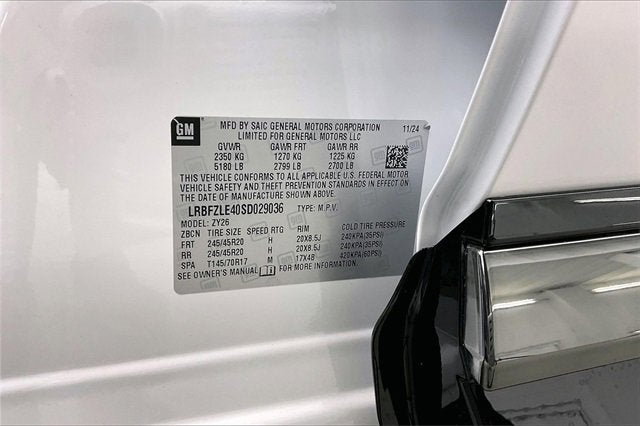 GM
MFD BY SAIC GENERAL MOTORS CORPORATION 11/24
LIMITED FOR GENERAL MOTORS LLC
GVWR GAWR FRT GAWR RR
2350 KG 1270 KG 1225 KG
5180 LB 2799 LB 2700 LB
THIS VEHICLE CONFORMS TO ALL APPLICABLE U.S. FEDERAL MOTOR
VEHICLE SAFETY AND THEFT PREVENTION STANDARDS IN EFFECT ON
THE DATE OF MANUFACTURE SHOWN ABOVE.
LRBFZLE40SD029036 TYPE: M.P.V.
MODEL: ZY26
ZBCN TIRE SIZE SPEED RTG RIM COLD TIRE PRESSURE
FRT 245/45R20 H 20X8.5J 240KPA(35PSI)
RR 245/45R20 H 20X8.5J 240KPA(35PSI)
SPA T145/70R17 M 17X4B 420KPA(60PSI)
SEE OWNER'S MANUAL FOR MORE INFORMATION.